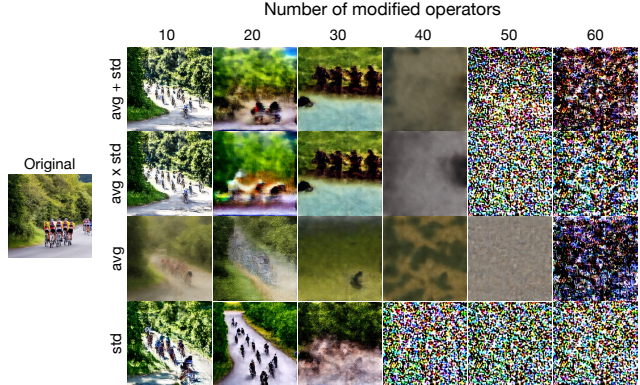 Number of modified operators
10 20 30 40 50 60
avg + std
avg x std
Original
avg
std